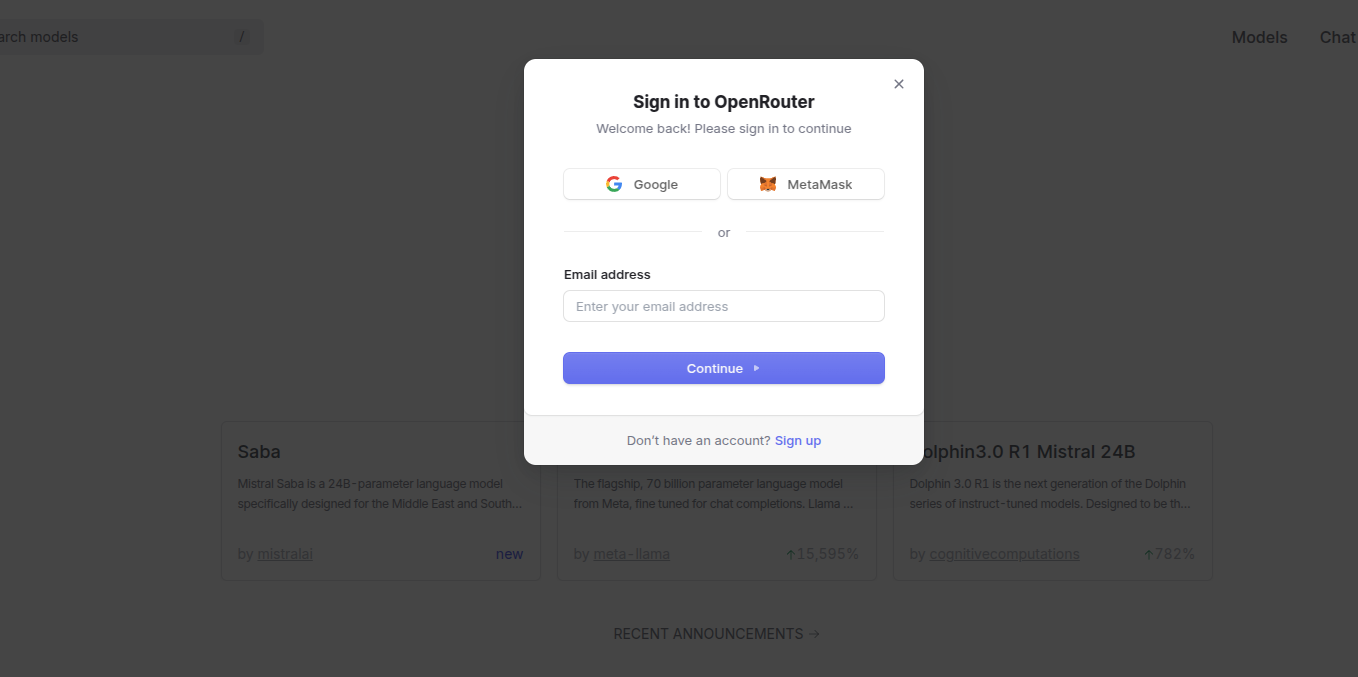 arch models
/
Models
Chat
Sign in to OpenRouter
Welcome back! Please sign in to continue
Google
MetaMask
or
Email address
Enter your email address
Continue
Don't have an account? Sign up
Saba
Mistral Saba is a 24B-parameter language model
specifically designed for the Middle East and South...
by mistralai
new
The flagship, 70 billion parameter language model
from Meta, fine tuned for chat completions. Llama ...
by meta-llama
↑15,595%
olphin3.0 R1 Mistral 24B
Dolphin 3.0 R1 is the next generation of the Dolphin
series of instruct-tuned models. Designed to be th...
by cognitivecomputations
↑782%
RECENT ANNOUNCEMENTS →